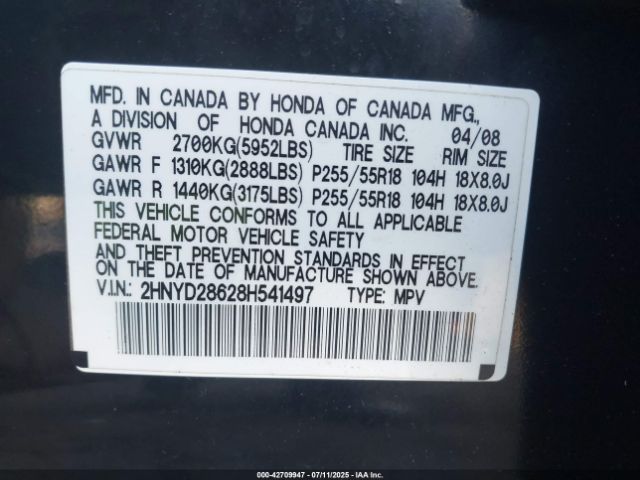 MFD. IN CANADA BY HONDA OF CANADA MFG.,
A DIVISION OF HONDA CANADA INC. 04/08
GVWR 2700KG(5952LBS) TIRE SIZE RIM SIZE
GAWR F 1310KG(2888LBS) P255/55R18 104H 18X8.0J
GAWR R 1440KG(3175LBS) P255/55R18 104H 18X8.0J
THIS VEHICLE CONFORMS TO ALL APPLICABLE
FEDERAL MOTOR VEHICLE SAFETY
AND THEFT PREVENTION STANDARDS IN EFFECT
ON THE DATE OF MANUFACTURE SHOWN ABOVE.
V.I.N.: 2HNYD28628H541497 TYPE: MPV
000-42709947 - 07/11/2025 - IAA Inc.